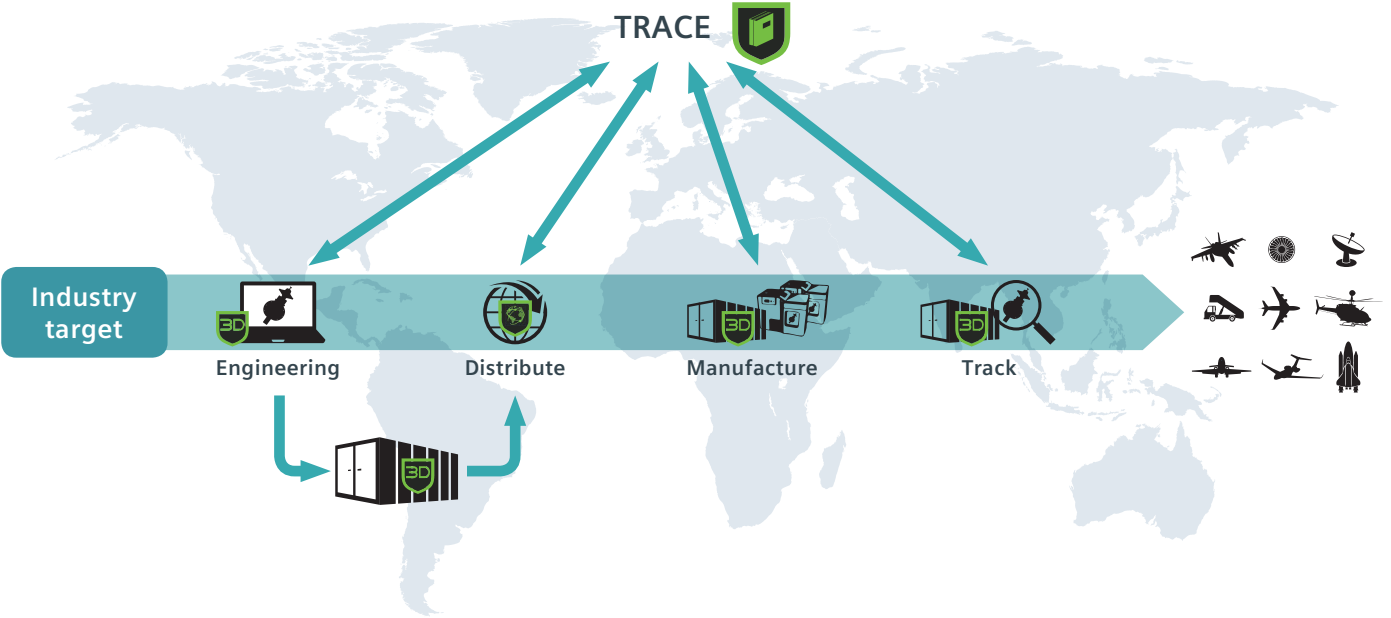 TRACE
Industry
target
3D
3D
3D
Engineering
Distribute
Manufacture
Track
3D